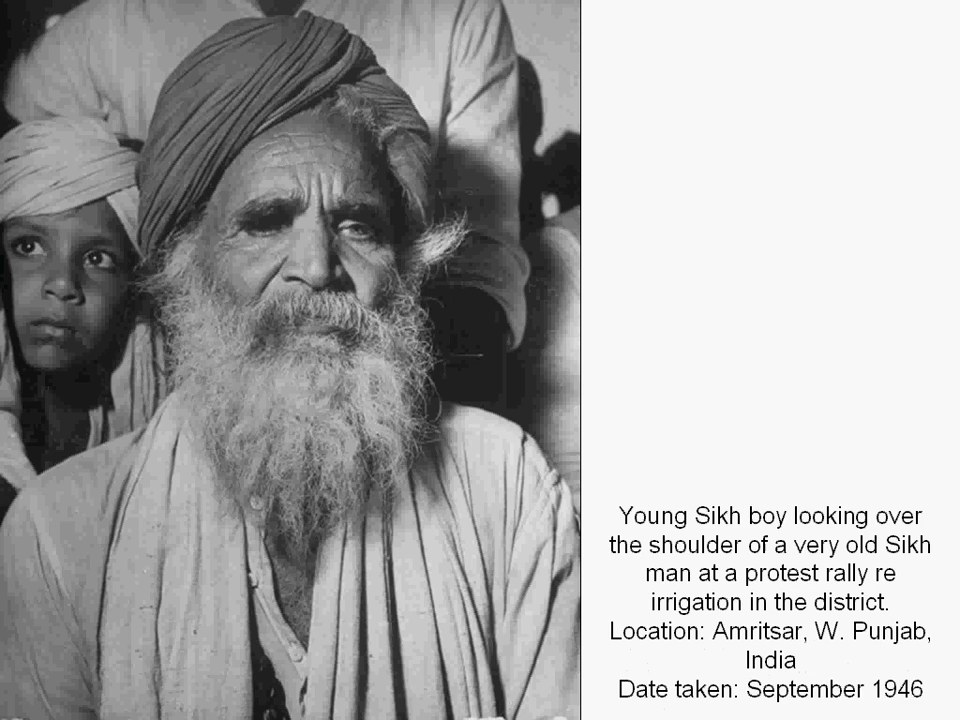 Young Sikh boy looking over
the shoulder of a very old Sikh
man at a protest rally re
irrigation in the district.
Location: Amritsar, W. Punjab,
India
Date taken: September 1946